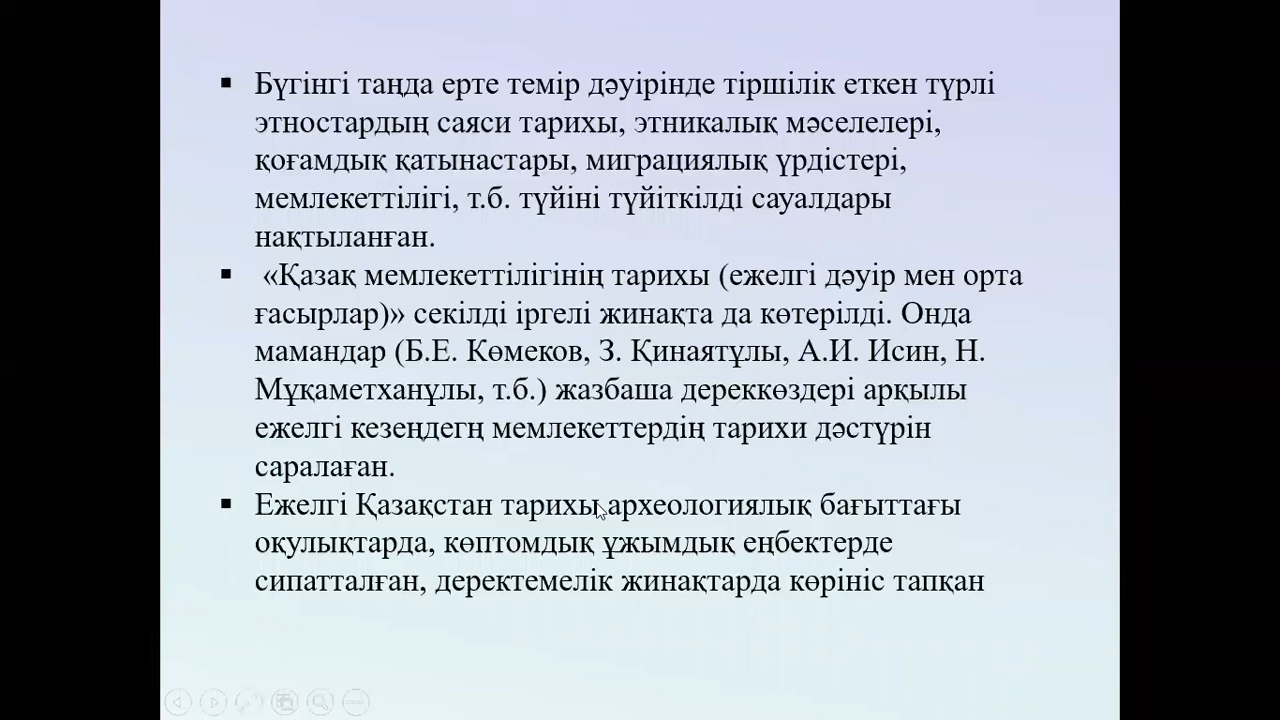 ▪ Бүгінгі таңда ерте темір дәуірінде тіршілік еткен түрлі
этностардың саяси тарихы, этникалық мәселелері,
қоғамдық қатынастары, миграциялық үрдістері,
мемлекеттілігі, т.б. түйіні түйіткілді сауалдары
нақтыланған.
▪ «Қазақ мемлекеттілігінің тарихы (ежелгі дәуір мен орта
ғасырлар)» секілді іргелі жинақта да көтерілді. Онда
мамандар (Б.Е. Көмеков, З. Қинаятұлы, А.И. Исин, Н.
Мұқаметханұлы, т.б.) жазбаша дереккөздері арқылы
ежелгі кезеңдегң мемлекеттердің тарихи дәстүрін
саралаған.
▪ Ежелгі Қазақстан тарихы археологиялық бағыттағы
оқулықтарда, көптомдық ұжымдық еңбектерде
сипатталған, деректемелік жинақтарда көрініс тапқан